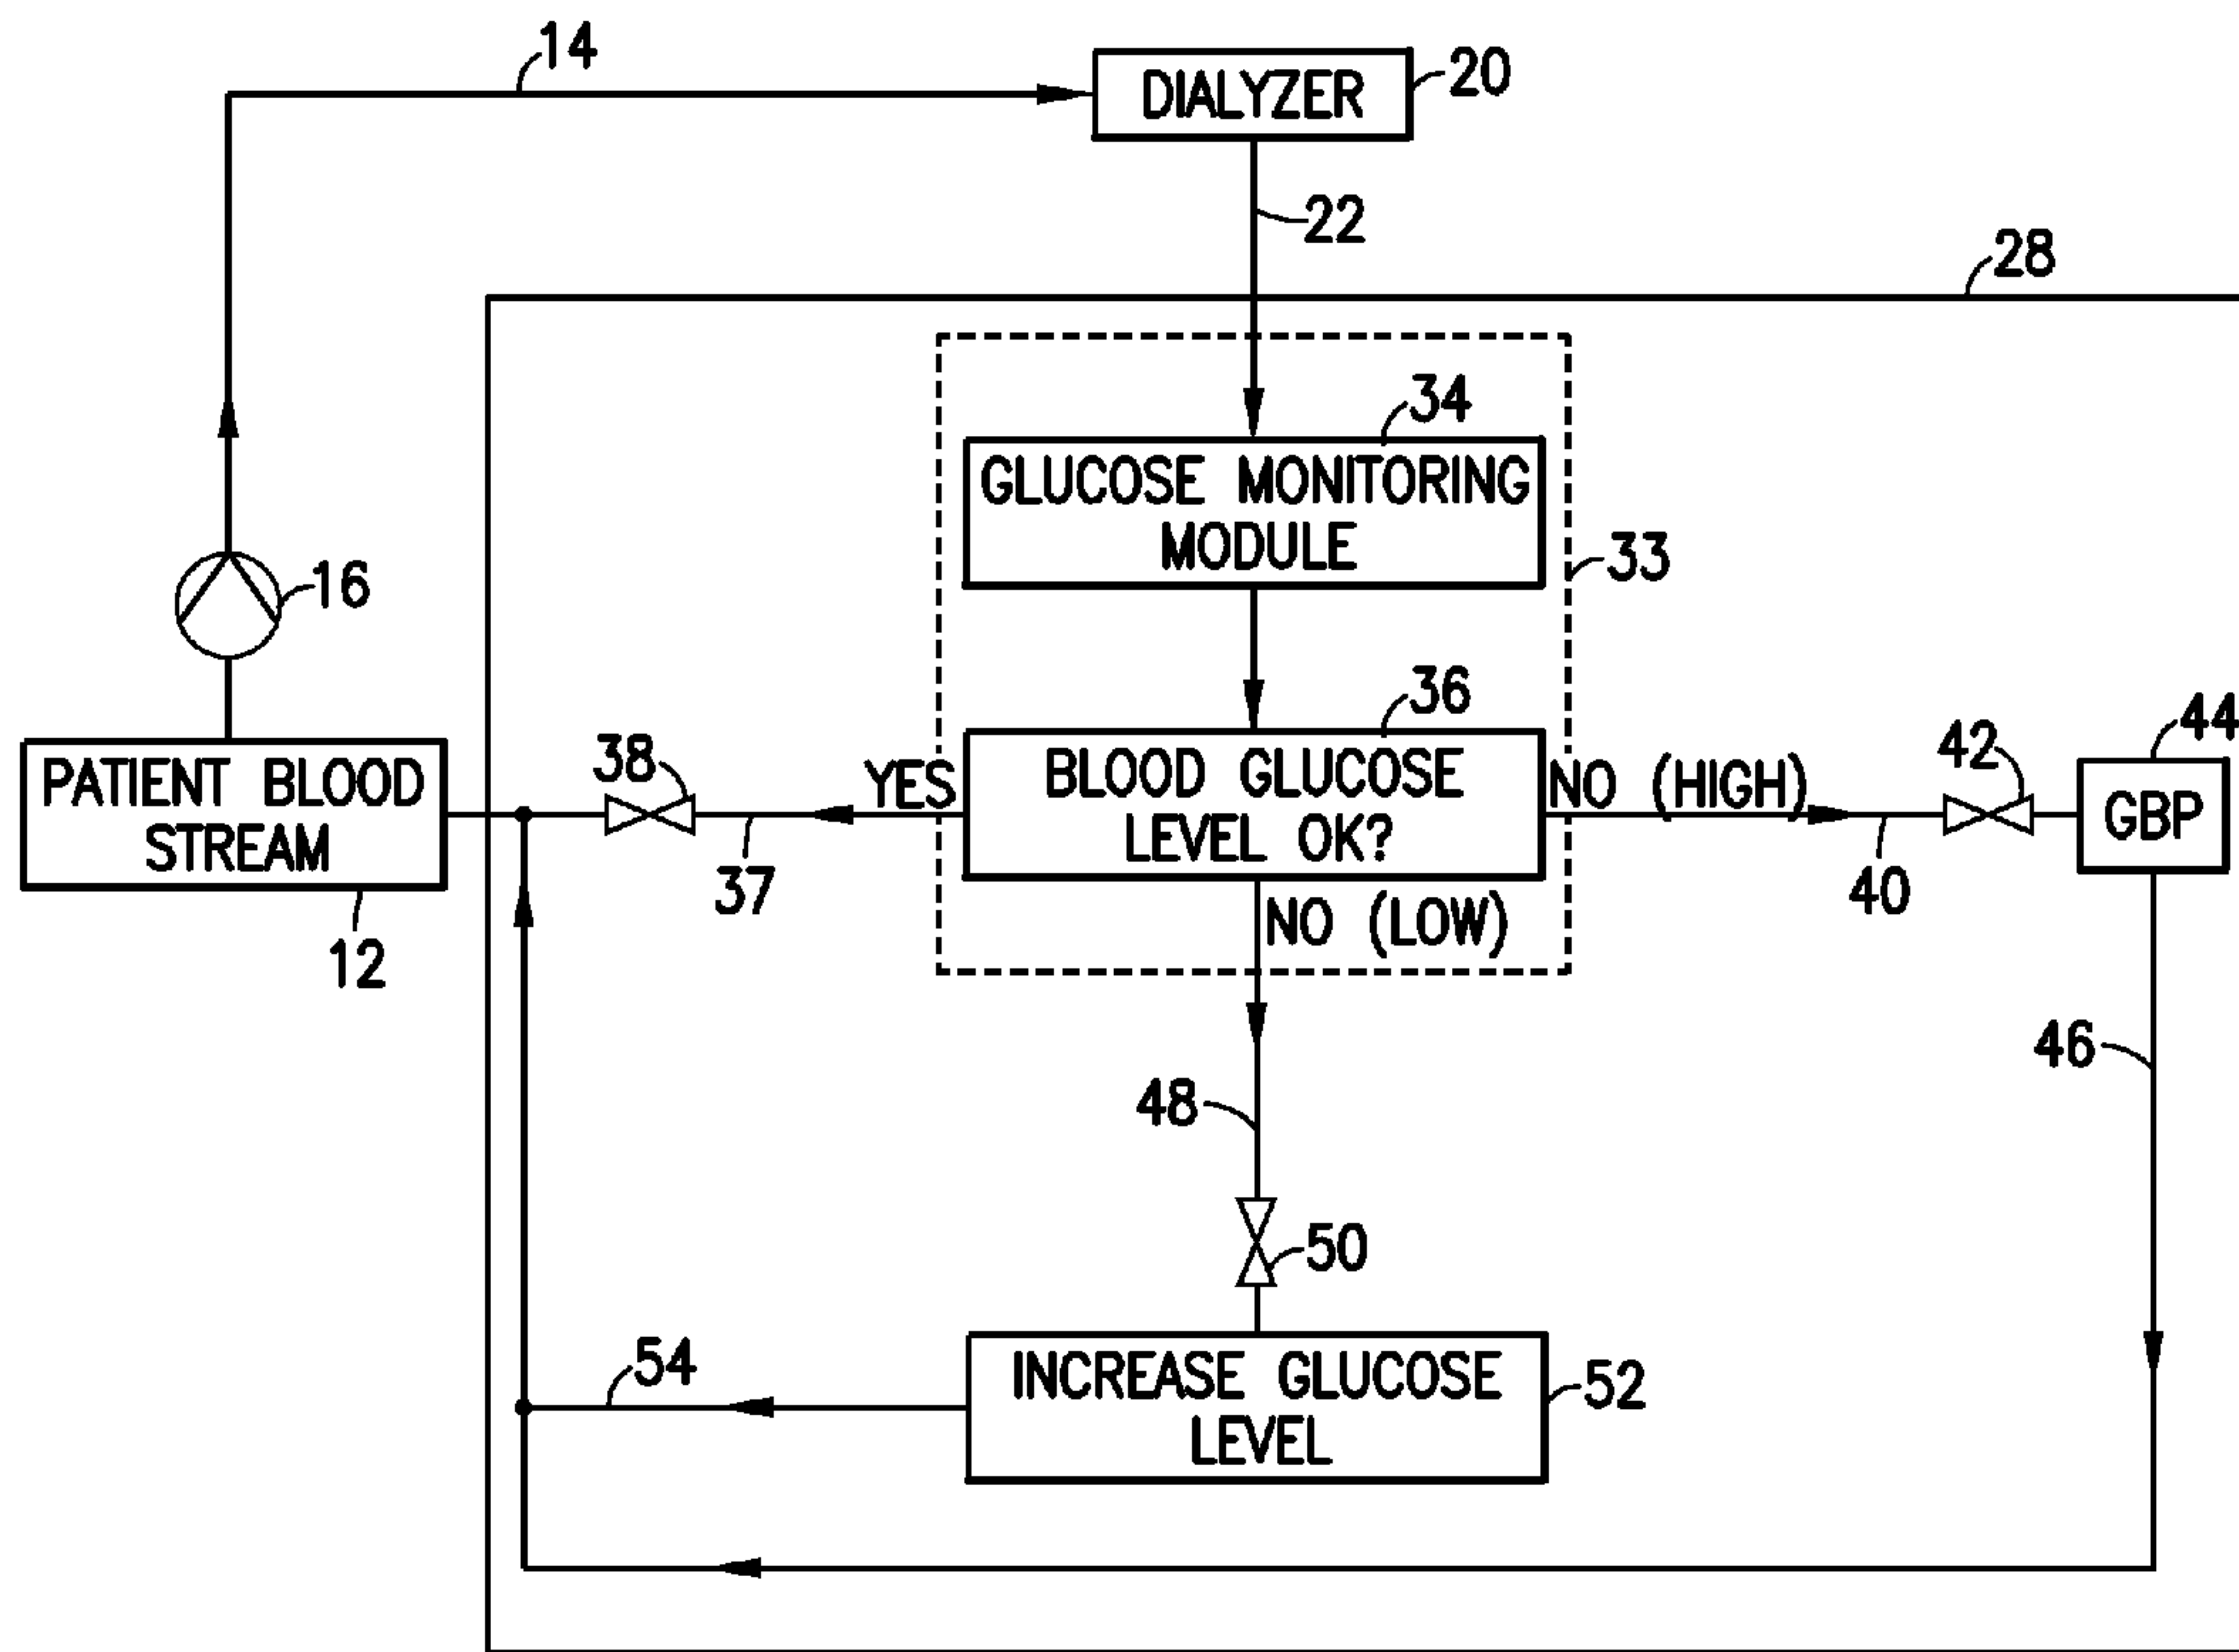 14
DIALYZER
20
22
28
34
GLUCOSE MONITORING
MODULE
33
16
36
44
38
42
PATIENT BLOOD
STREAM
YES
BLOOD GLUCOSE
LEVEL OK?
NO (HIGH)
GBP
37
40
12
NO (LOW)
46
48
50
54
INCREASE GLUCOSE
LEVEL
52